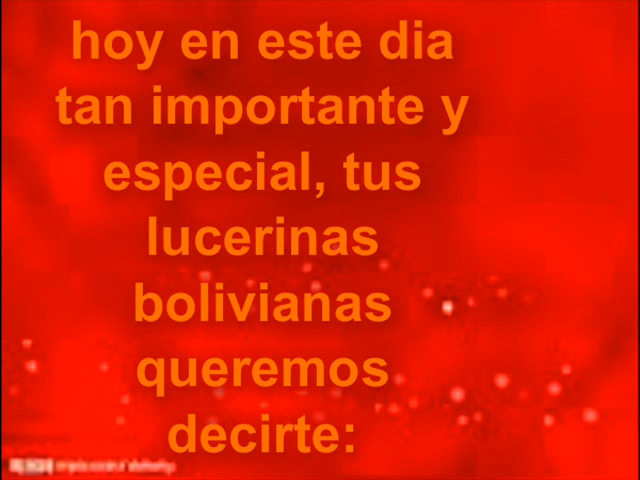 hoy en este dia
tan importante y
especial, tus
lucerinas
bolivianas
queremos
decirte: